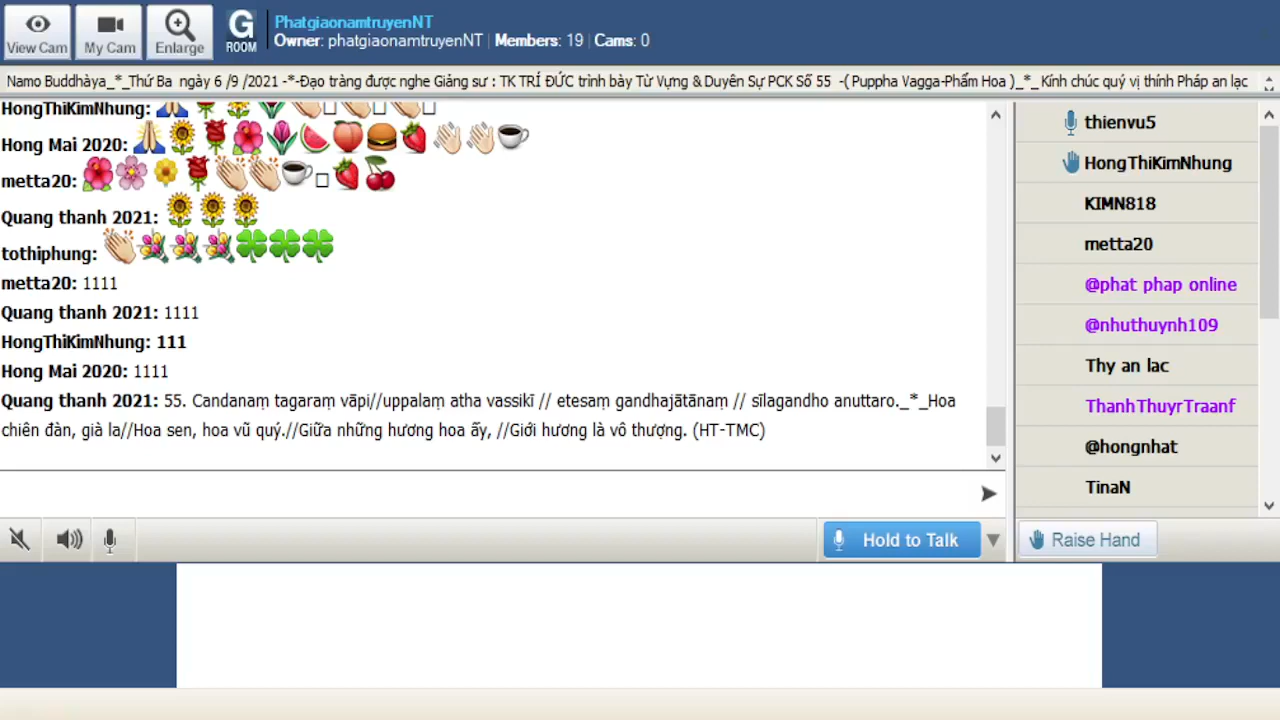 View Cam
My Cam
Enlarge
G
ROOM
PhatgiaonamtruyenNT
Owner: phatgiaonamtruyenNT | Members: 19 | Cams: 0
Namo Buddhàya_*_Thứ Ba ngày 6 /9 /2021 -*-Đạo tràng được nghe Giảng sư : TK TRÍ ĐỨC trình bày Từ Vựng & Duyên Sự PCK Số 55 -( Puppha Vagga-Phẩm Hoa )_*_ Kính chúc quý vị thính Pháp an lạc
HongThiKimNhung:
Hong Mai 2020:
metta20:
Quang thanh 2021:
tothiphung:
metta20: 1111
Quang thanh 2021: 1111
HongThiKimNhung: 111
Hong Mai 2020: 1111
Quang thanh 2021: 55. Candanaṃ tagaraṃ vāpi//uppalaṃ atha vassikī // etesaṃ gandhajātānaṃ // sīlagandho anuttaro._*_Hoa
chiên đàn, già la//Hoa sen, hoa vũ quý.//Giữa những hương hoa ấy, //Giới hương là vô thượng. (HT-TMC)
thienvu5
HongThiKimNhung
KIMN818
metta20
@phat phap online
@nhuthuynh109
Thy an lac
ThanhThuyrTraanf
@hongnhat
TinaN
Hold to Talk
Raise Hand